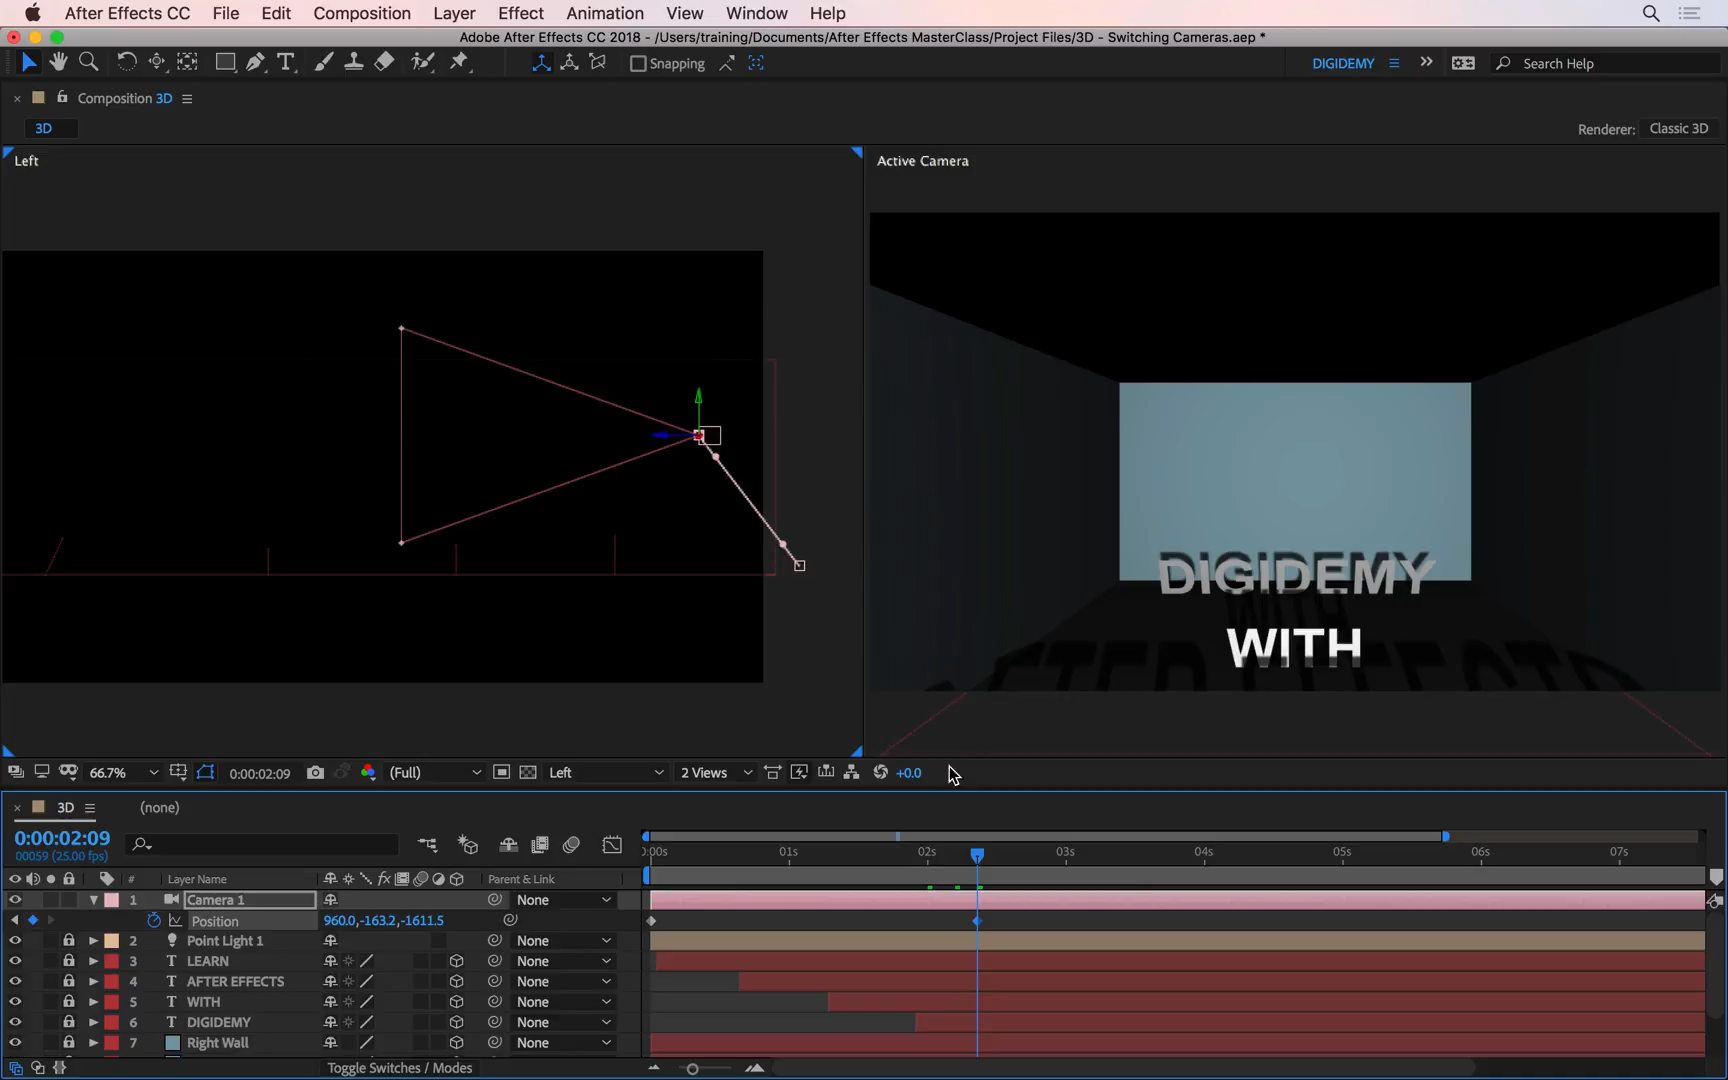 After Effects CC File Edit Composition Layer Effect Animation View Window Help
Adobe After Effects CC 2018 - /Users/training/Documents/After Effects MasterClass/Project Files/3D - Switching Cameras.aep *
Snapping DIGIDEMY Search Help
Composition 3D
3D Renderer: Classic 3D
Left Active Camera
DIGIDEMY
WITH
66.7% 0:00:02:09 (Full) Left 2 Views +0.0
3D (none)
0:00:02:09
00059 (25.00 fps)
0:00s 01s 02s 03s 04s 05s 06s 07s
# Layer Name Parent & Link
1 Camera 1 None
Position 960.0,-163.2,-1611.5
2 Point Light 1 None
3 T LEARN None
4 T AFTER EFFECTS None
5 T WITH None
6 T DIGIDEMY None
7 Right Wall None
Toggle Switches / Modes